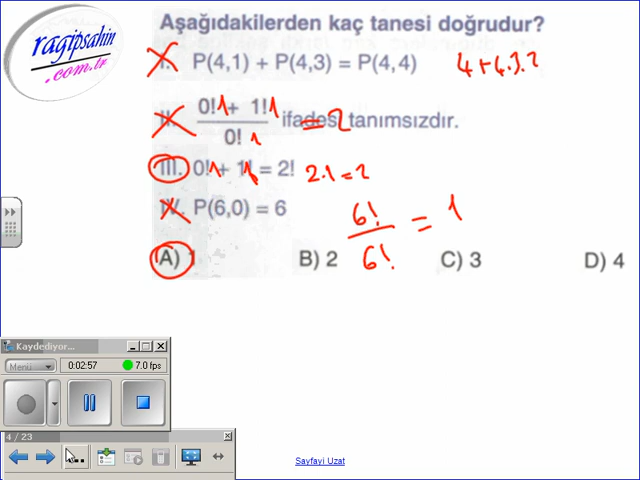 ragipsahin
.com.tr
Aşağıdakilerden kaç tanesi doğrudur?
I. P(4,1) + P(4,3) = P(4,4) 4+4.3.2
II. 0! 1 + 1! 1 / 0! 1 ifadesi tanımsızdır. = 2
III. 0! 1 + 1! 1 = 2! 2.1=2
IV. P(6,0) = 6 6! / 6! = 1
A) 1 B) 2 C) 3 D) 4
Kaydediyor...
Menü 0:02:57 7.0 fps
4 / 23
Sayfayi Uzat